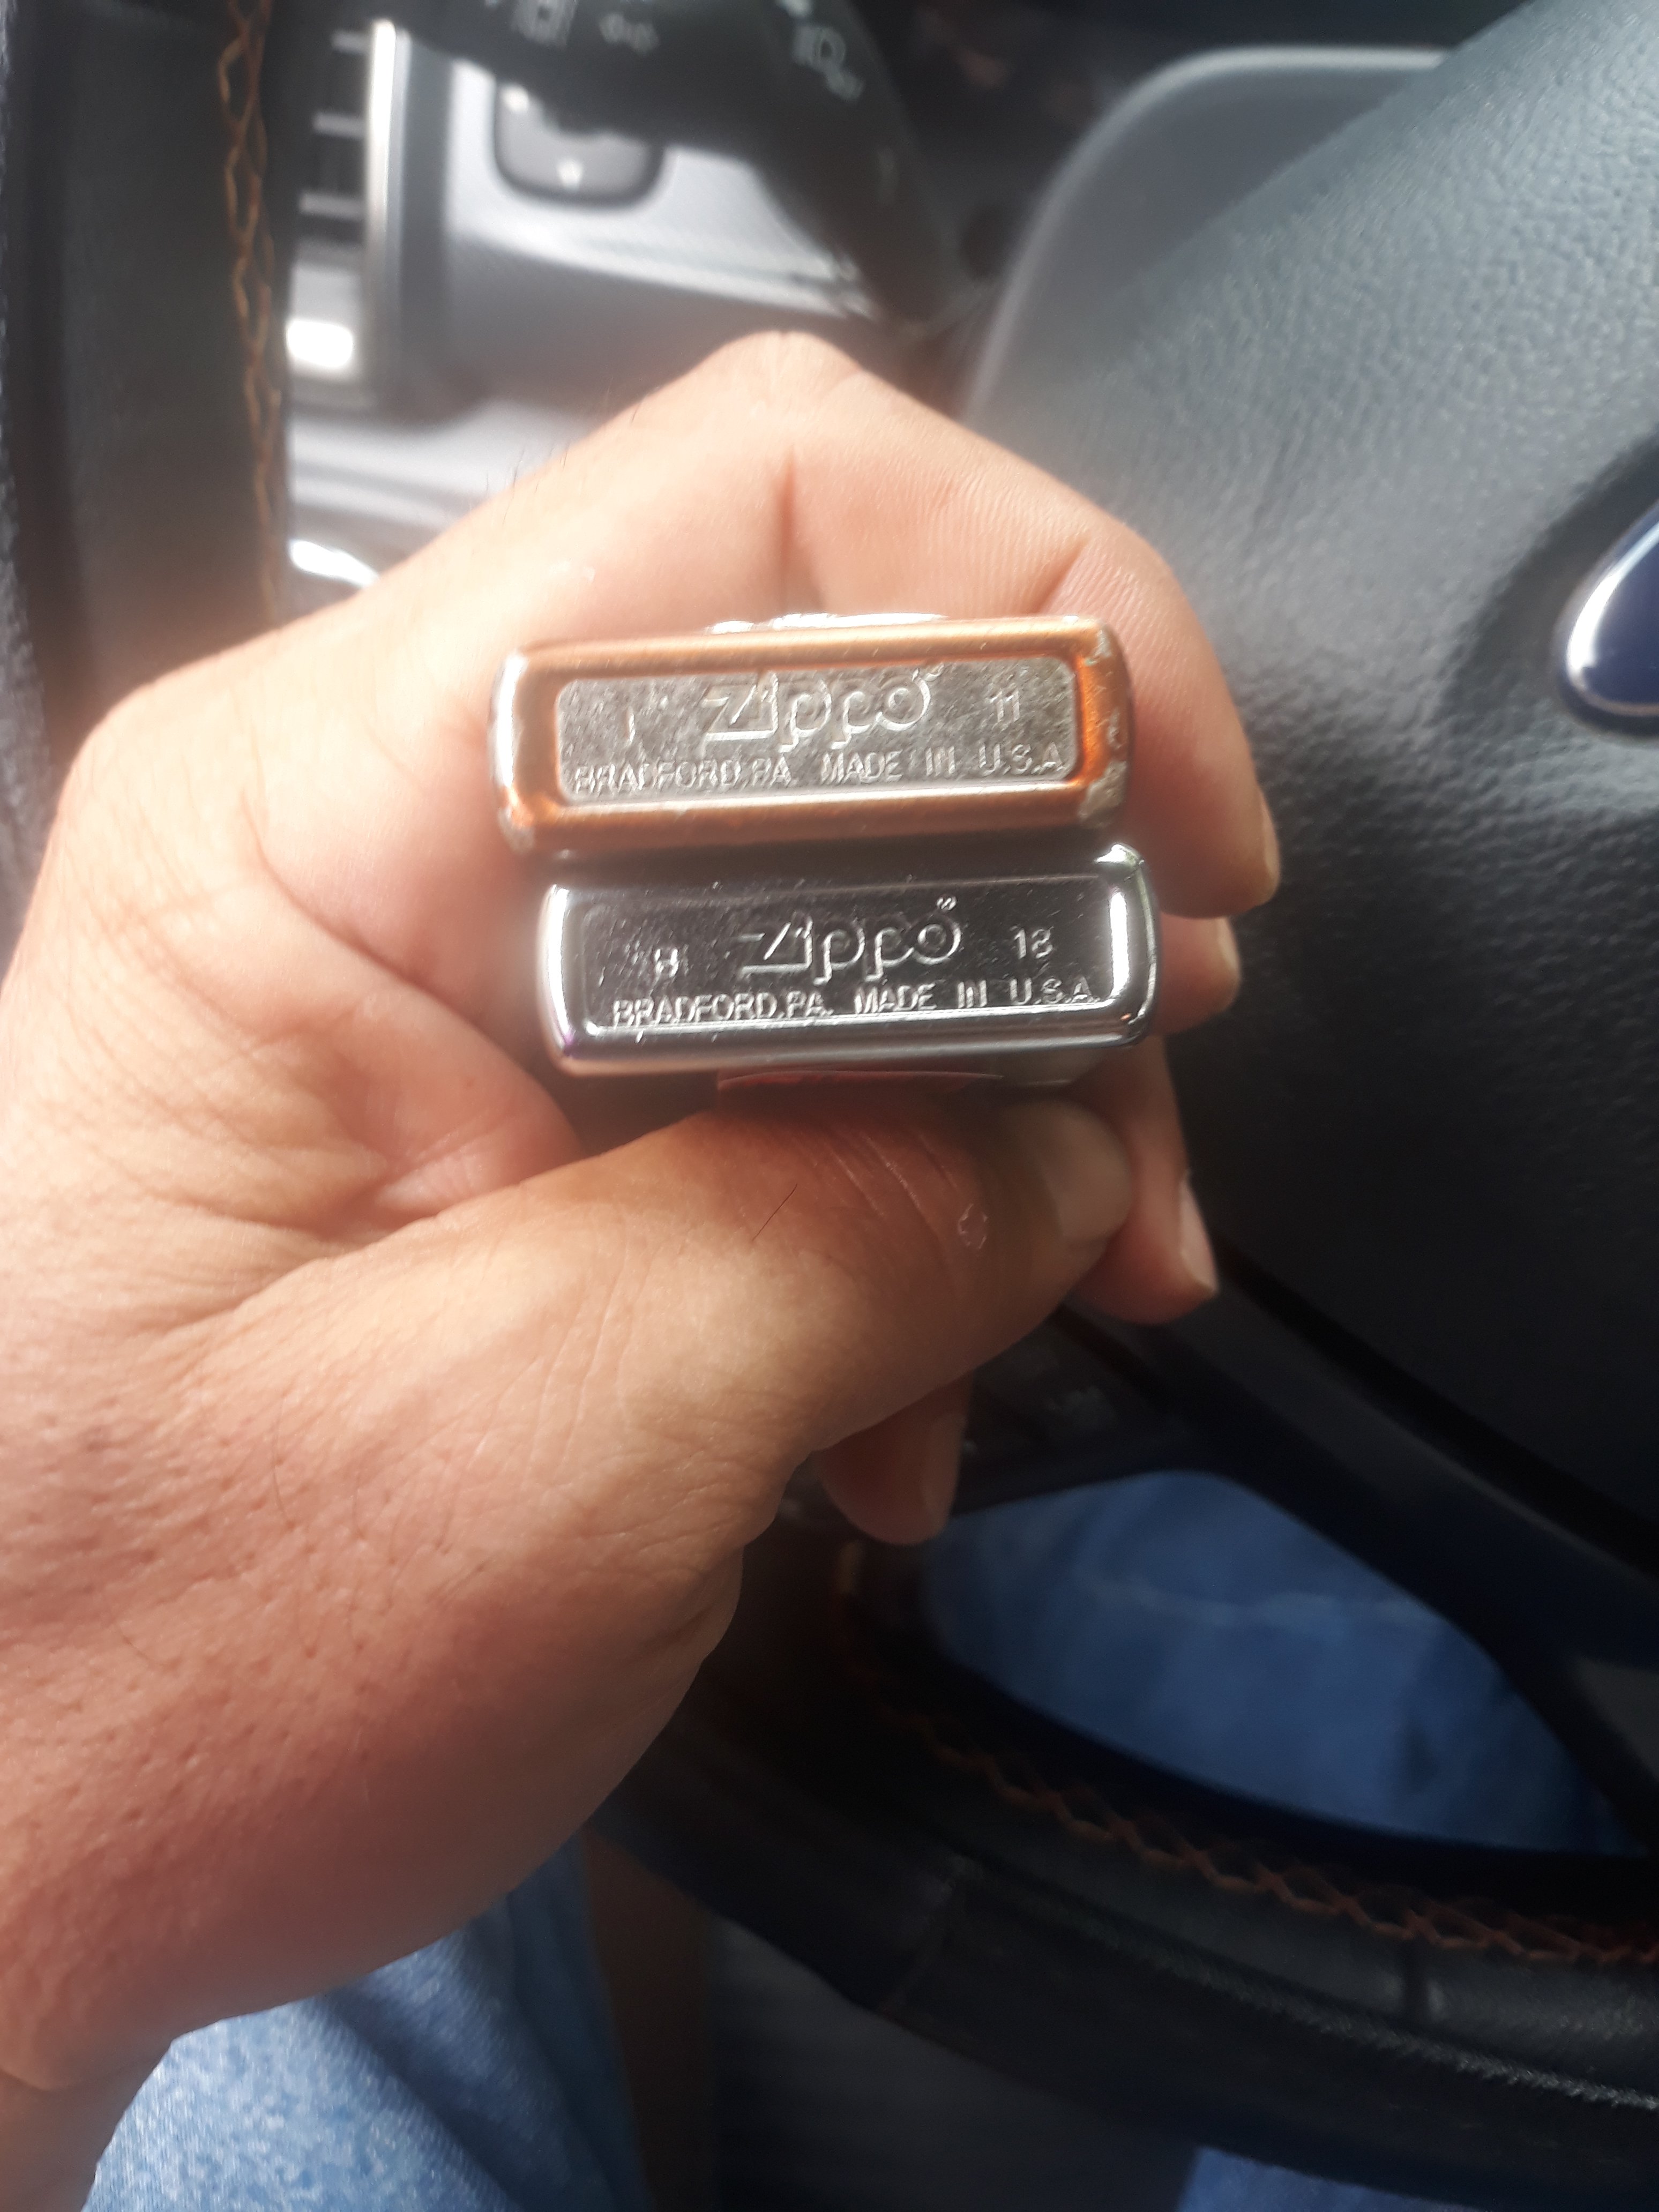 I Zippo® 11
BRADFORD,PA. MADE IN U.S.A.
Zippo® 18
BRADFORD,PA. MADE IN U.S.A.